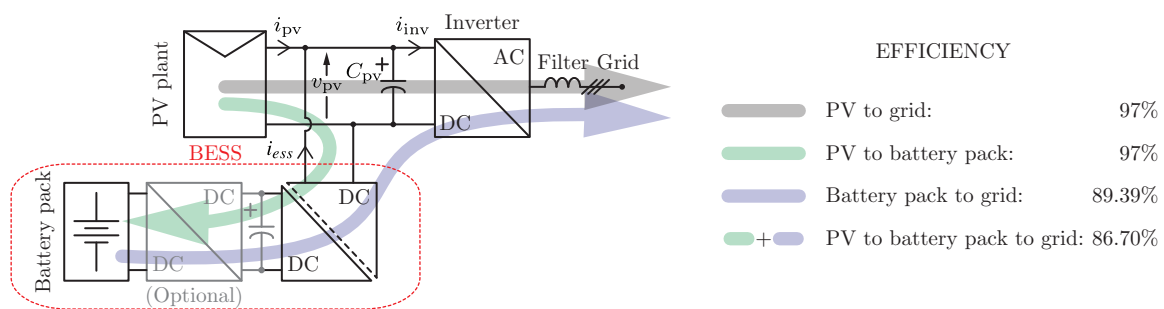 i_pv
i_inv
Inverter
PV plant
v_pv
C_pv
+
AC
DC
Filter Grid
BESS
i_ess
Battery pack
DC
DC
+
(Optional)
DC
DC
EFFICIENCY
PV to grid: 97%
PV to battery pack: 97%
Battery pack to grid: 89.39%
+ PV to battery pack to grid: 86.70%